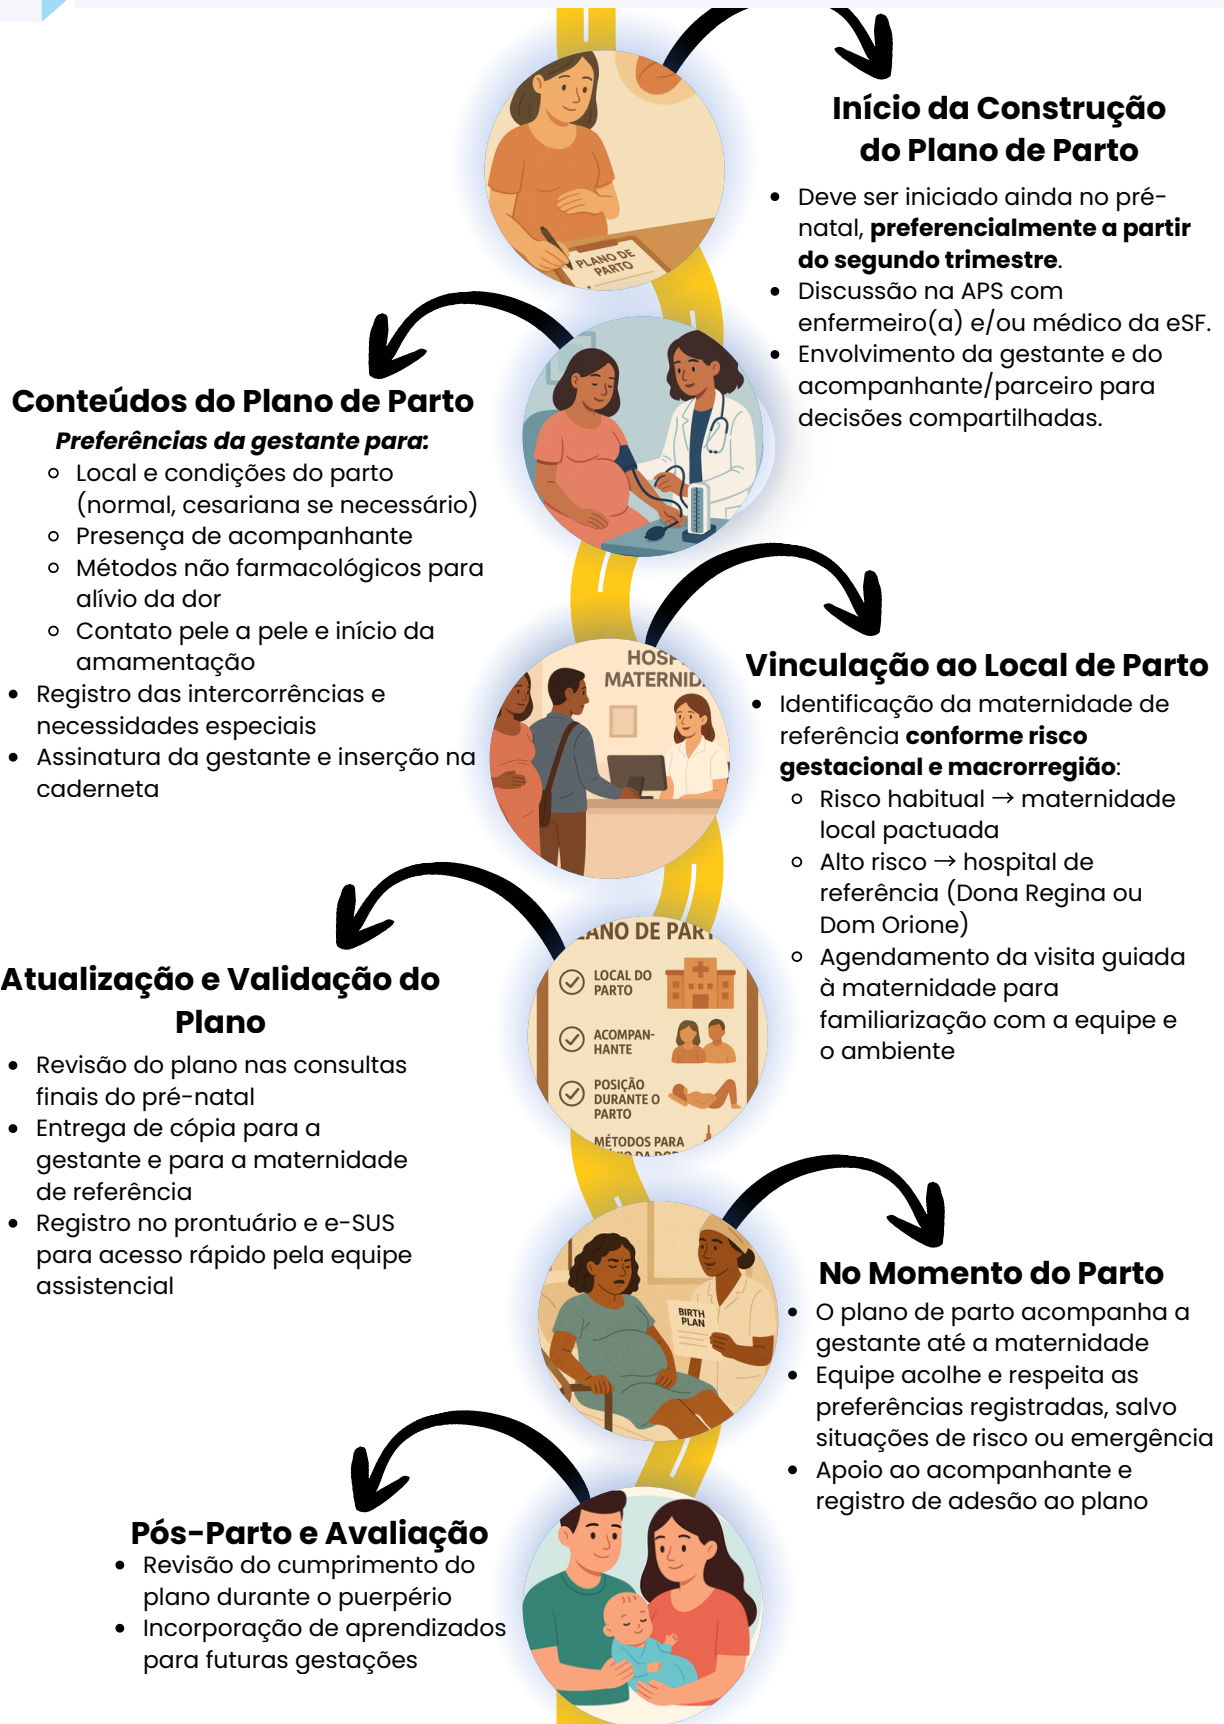 Início da Construção
do Plano de Parto
• Deve ser iniciado ainda no pré-
natal, preferencialmente a partir
do segundo trimestre.
• Discussão na APS com
enfermeiro(a) e/ou médico da eSF.
• Envolvimento da gestante e do
acompanhante/parceiro para
decisões compartilhadas.
PLANO DE
PARTO
Conteúdos do Plano de Parto
Preferências da gestante para:
◦ Local e condições do parto
(normal, cesariana se necessário)
◦ Presença de acompanhante
◦ Métodos não farmacológicos para
alívio da dor
◦ Contato pele a pele e início da
amamentação
• Registro das intercorrências e
necessidades especiais
• Assinatura da gestante e inserção na
caderneta
HOSP
MATERNID
Vinculação ao Local de Parto
• Identificação da maternidade de
referência conforme risco
gestacional e macrorregião:
◦ Risco habitual → maternidade
local pactuada
◦ Alto risco → hospital de
referência (Dona Regina ou
Dom Orione)
◦ Agendamento da visita guiada
à maternidade para
familiarização com a equipe e
o ambiente
LANO DE PART
LOCAL DO
PARTO
ACOMPAN-
HANTE
POSIÇÃO
DURANTE O
PARTO
MÉTODOS PARA
DA DOR
Atualização e Validação do
Plano
• Revisão do plano nas consultas
finais do pré-natal
• Entrega de cópia para a
gestante e para a maternidade
de referência
• Registro no prontuário e e-SUS
para acesso rápido pela equipe
assistencial
BIRTH
PLAN
No Momento do Parto
• O plano de parto acompanha a
gestante até a maternidade
• Equipe acolhe e respeita as
preferências registradas, salvo
situações de risco ou emergência
• Apoio ao acompanhante e
registro de adesão ao plano
Pós-Parto e Avaliação
• Revisão do cumprimento do
plano durante o puerpério
• Incorporação de aprendizados
para futuras gestações